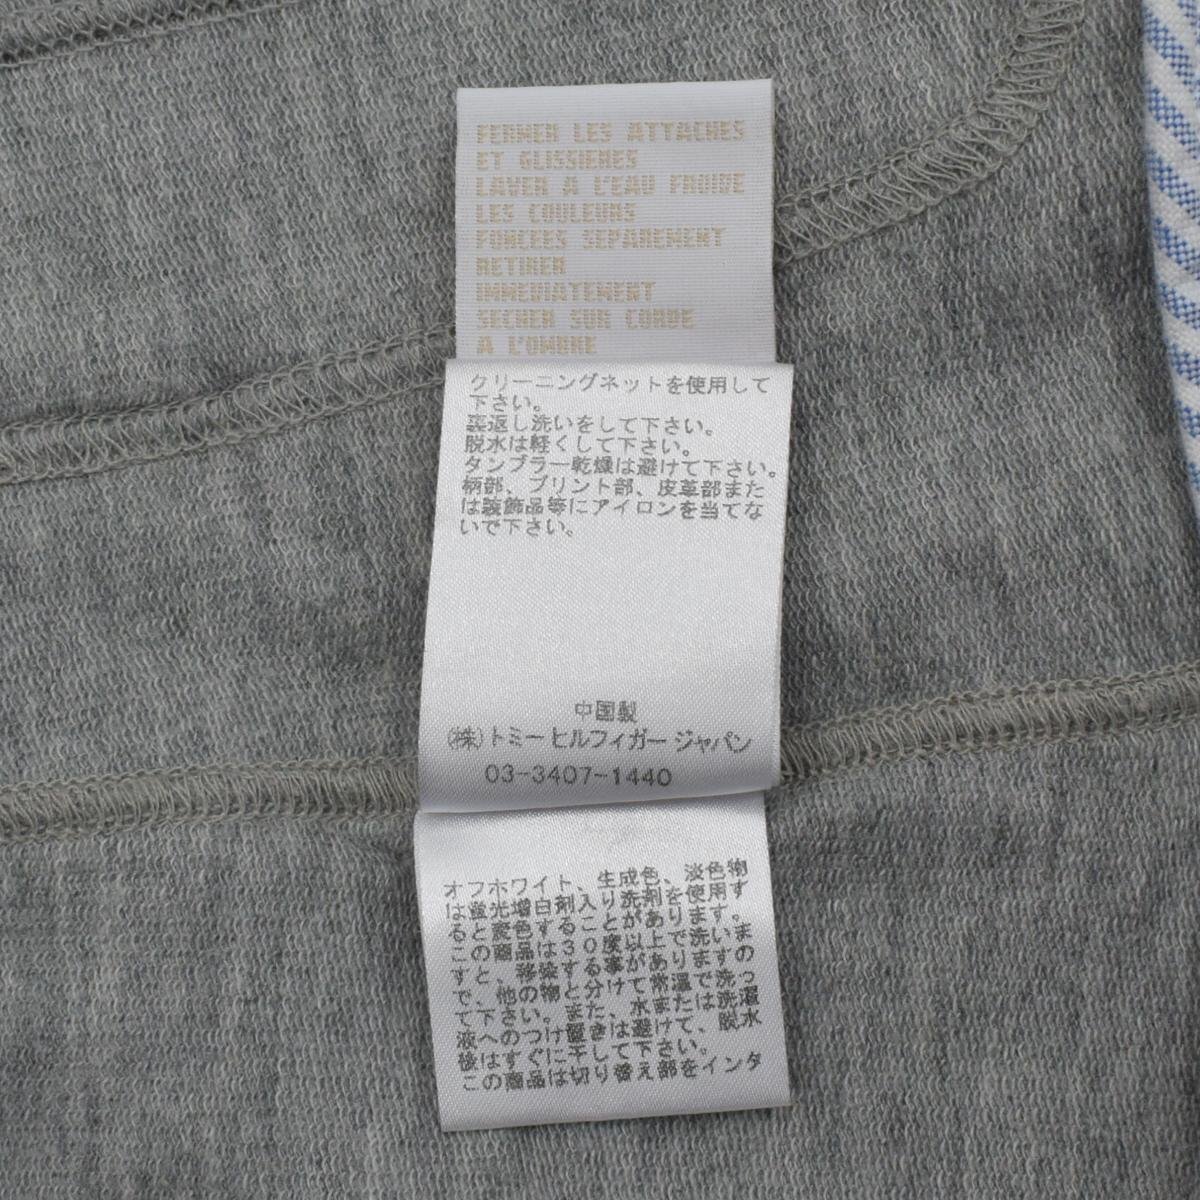 FERMER LES ATTACHES
ET GLISSIERES
LAVER A L'EAU FROIDE
LES COULEURS
FONCEES SEPAREMENT
RETIRER
IMMEDIATEMENT
SECHER SUR CORDE
A L'OMBRE
クリーニングネットを使用して
下さい。
裏返し洗いをして下さい。
脱水は軽くして下さい。
タンブラー乾燥は避けて下さい。
柄部、プリント部、皮革部また
は装飾品等にアイロンを当てな
いで下さい。
中国製
(株)トミーヒルフィガージャパン
03-3407-1440
オフホワイト、生成色、淡色物
は蛍光増白剤入り洗剤を使用す
ると変色することがあります。
この商品は30度以上で洗いま
すと、移染する事がありますの
で、他の物と分けて常温で洗っ
て下さい。また、水または洗濯
液へのつけ置きは避けて、脱水
後はすぐに干して下さい。
この商品は切り替え部をインタ